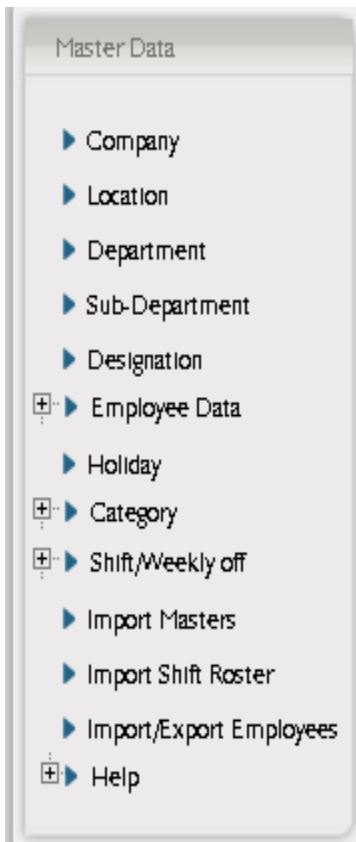 Master Data
Company
Location
Department
Sub-Department
Designation
Employee Data
Holiday
Category
Shift/Weekly off
Import Masters
Import Shift Roster
Import/Export Employees
Help